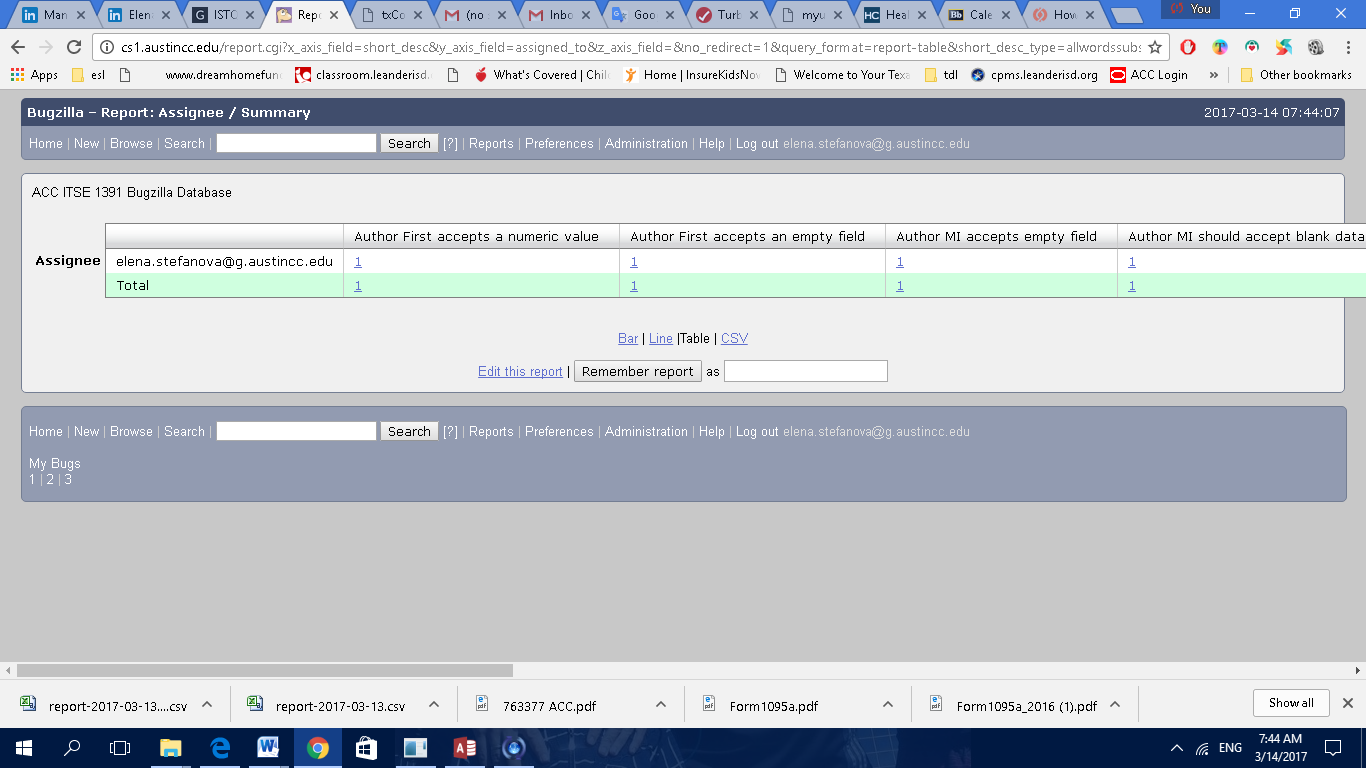 Man
Elen
ISTC
Repo
txCo
M (no
Inbo
Goo
Turb
myu
HC Heal
Bb Cale
Hov
You
cs1.austincc.edu/report.cgi?x_axis_field=short_desc&y_axis_field=assigned_to&z_axis_field=&no_redirect=1&query_format=report-table&short_desc_type=allwordssubs
Apps esl www.dreamhomefun classroom.leanderisd. What's Covered | Chil Home | InsureKidsNo Welcome to Your Texa tdl cpms.leanderisd.org ACC Login » Other bookmarks
Bugzilla – Report: Assignee / Summary 2017-03-14 07:44:07
Home | New | Browse | Search | Search [?] | Reports | Preferences | Administration | Help | Log out elena.stefanova@g.austincc.edu
ACC ITSE 1391 Bugzilla Database
Author First accepts a numeric value Author First accepts an empty field Author MI accepts empty field Author MI should accept blank data
Assignee elena.stefanova@g.austincc.edu 1 1 1 1
Total 1 1 1 1
Bar | Line |Table | CSV
Edit this report | Remember report as
Home | New | Browse | Search | Search [?] | Reports | Preferences | Administration | Help | Log out elena.stefanova@g.austincc.edu
My Bugs
1 | 2 | 3
report-2017-03-13....csv report-2017-03-13.csv 763377 ACC.pdf Form1095a.pdf Form1095a_2016 (1).pdf Show all
ENG 7:44 AM
3/14/2017